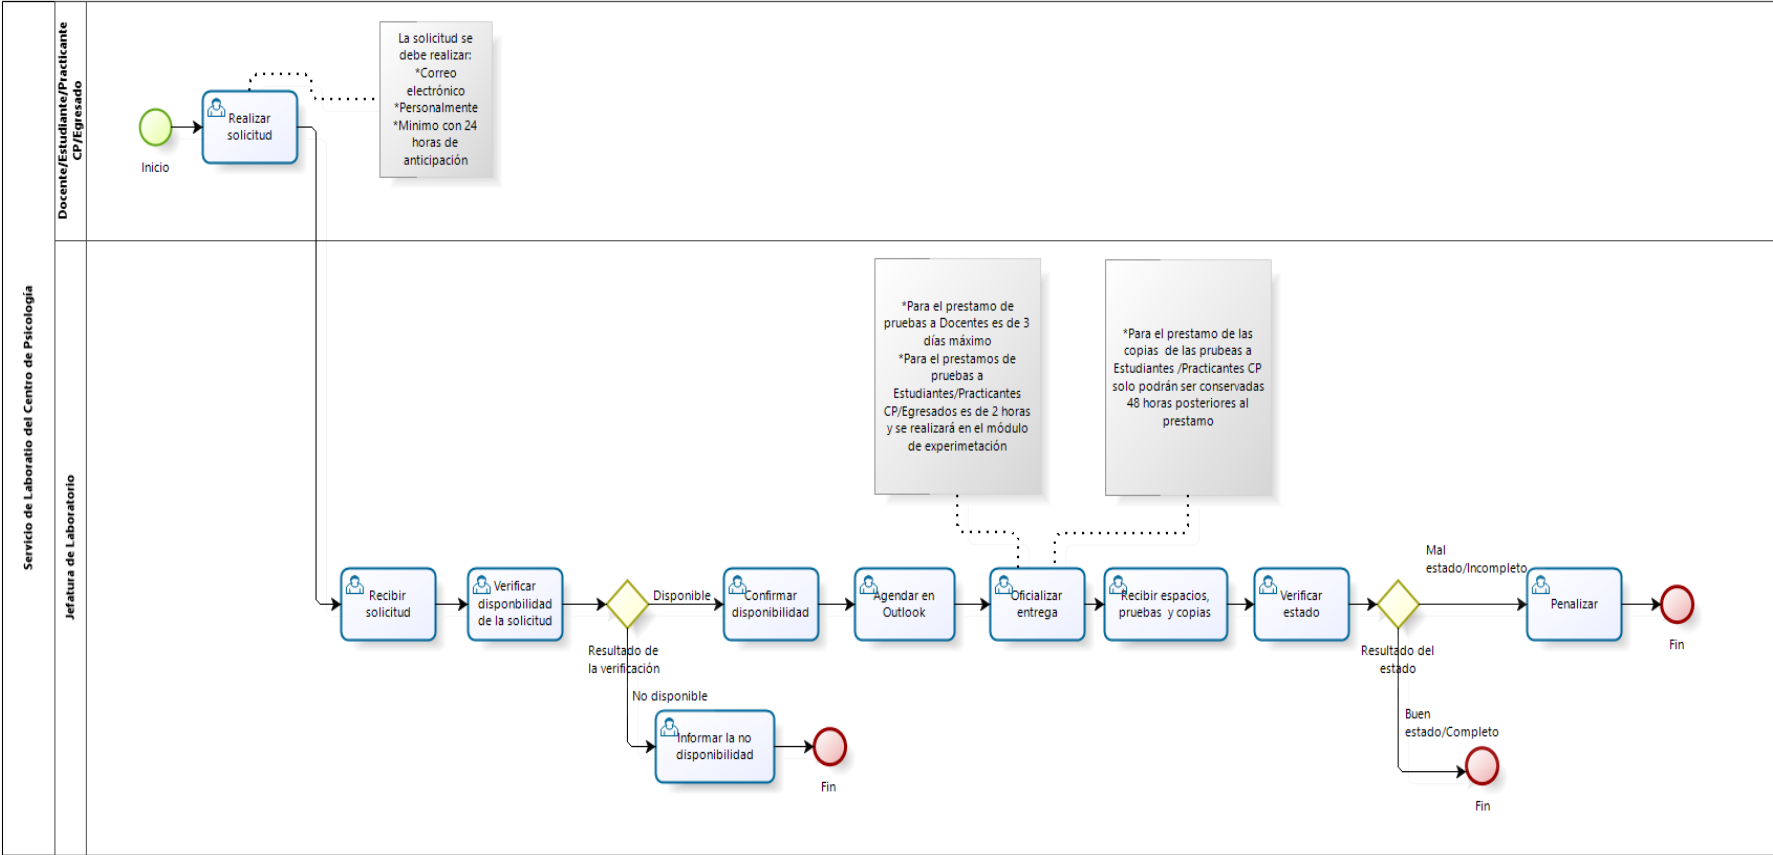 Servicio de Laboratio del Centro de Psicología
Docente/Estudiante/Practicante
CP/Egresado
Inicio
Realizar
solicitud
La solicitud se
debe realizar:
*Correo
electrónico
*Personalmente
*Minimo con 24
horas de
anticipación
Jefatura de Laboratorio
*Para el prestamo de
pruebas a Docentes es de 3
días máximo
*Para el prestamos de
pruebas a
Estudiantes/Practicantes
CP/Egresados es de 2 horas
y se realizará en el módulo
de experimetación
*Para el prestamo de las
copias de las prubeas a
Estudiantes /Practicantes CP
solo podrán ser conservadas
48 horas posteriores al
prestamo
Recibir
solicitud
Verificar
disponbilidad
de la solicitud
Resultado de
la verificación
Disponible
Confirmar
disponibilidad
Agendar en
Outlook
Oficializar
entrega
Recibir espacios,
pruebas y copias
Verificar
estado
Resultado del
estado
Mal
estado/Incompleto
Penalizar
Fin
No disponible
Informar la no
disponibilidad
Fin
Buen
estado/Completo
Fin